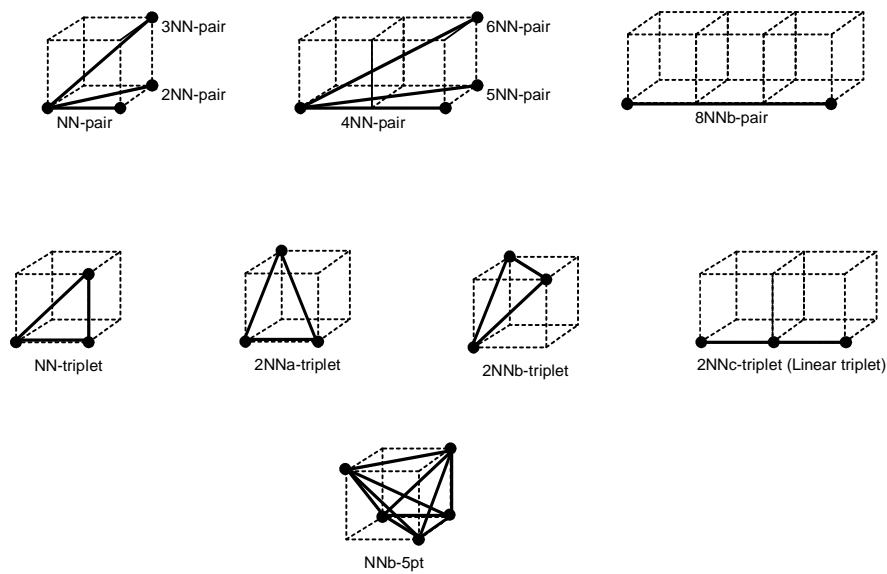 3NN-pair
2NN-pair
NN-pair
6NN-pair
5NN-pair
4NN-pair
8NNb-pair
NN-triplet
2NNa-triplet
2NNb-triplet
2NNc-triplet (Linear triplet)
NNb-5pt